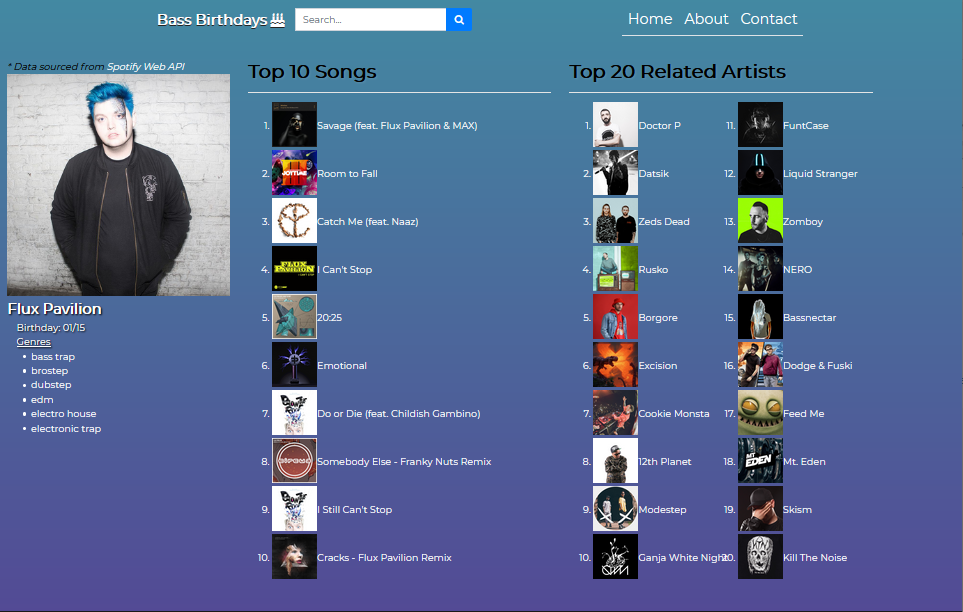 Bass Birthdays
Search...
Home About Contact
* Data sourced from Spotify Web API
Flux Pavilion
Birthday: 01/15
Genres
• bass trap
• brostep
• dubstep
• edm
• electro house
• electronic trap
Top 10 Songs
1. Savage (feat. Flux Pavilion & MAX)
2. Room to Fall
3. Catch Me (feat. Naaz)
4. I Can't Stop
FLUX
PAVILION
5. 20:25
6. Emotional
7. Do or Die (feat. Childish Gambino)
8. Somebody Else - Franky Nuts Remix
9. I Still Can't Stop
10. Cracks - Flux Pavilion Remix
Top 20 Related Artists
1. Doctor P
2. Datsik
3. Zeds Dead
4. Rusko
5. Borgore
6. Excision
7. Cookie Monsta
8. 12th Planet
9. Modestep
10. Ganja White Night
11. FuntCase
12. Liquid Stranger
13. Zomboy
14. NERO
15. Bassnectar
16. Dodge & Fuski
17. Feed Me
18. Mt. Eden
MT
EDEN
19. Skism
20. Kill The Noise